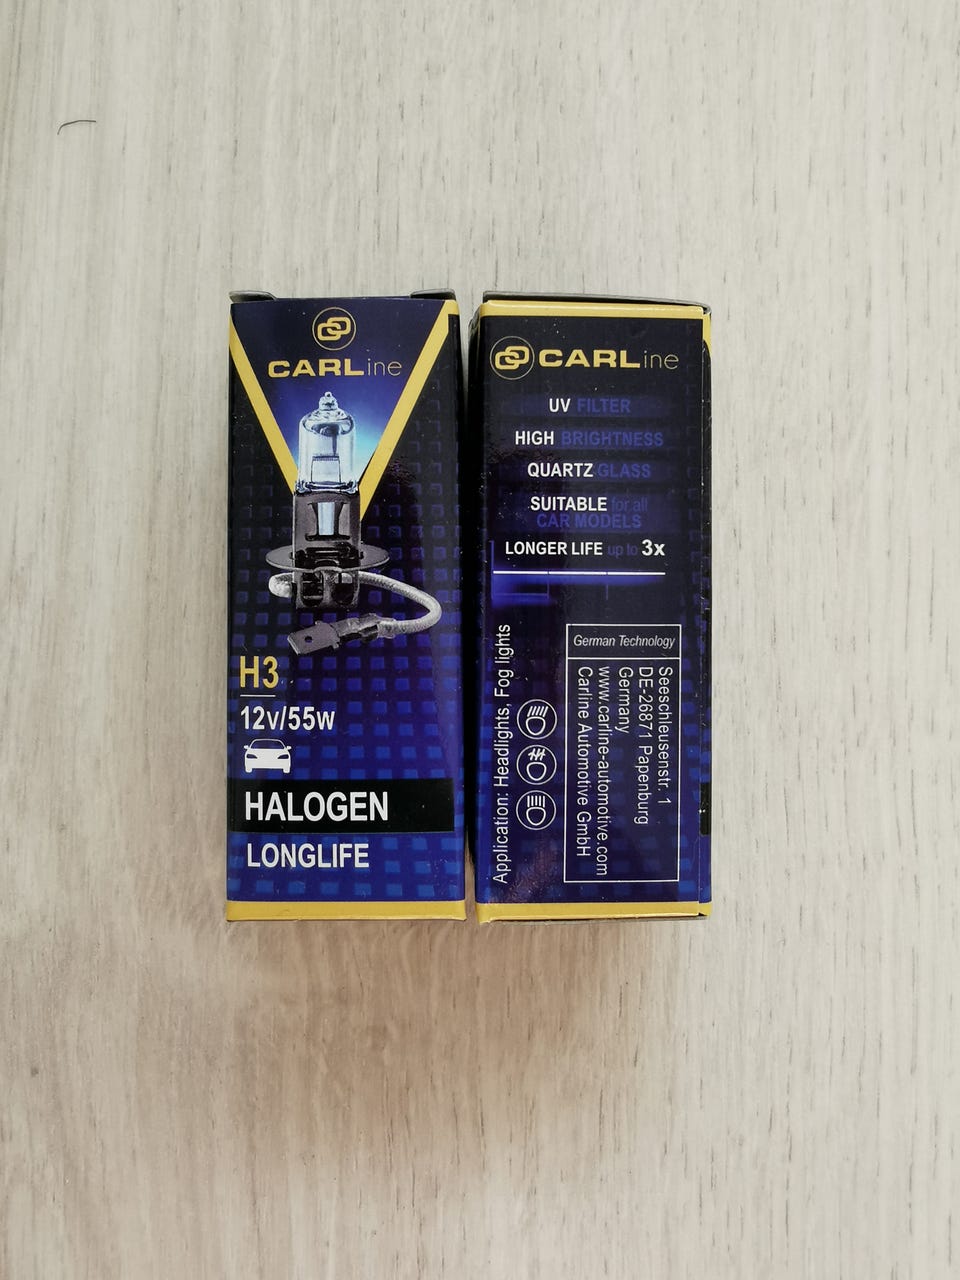 CARLine
H3
12v/55w
HALOGEN
LONGLIFE
CARLine
UV FILTER
HIGH BRIGHTNESS
QUARTZ GLASS
SUITABLE for all
CAR MODELS
LONGER LIFE up to 3x
Application: Headlights, Fog lights
German Technology
Carline Automotive GmbH
www.carline-automotive.com
Germany
DE-26871 Papenburg
Seeschleusenstr. 1